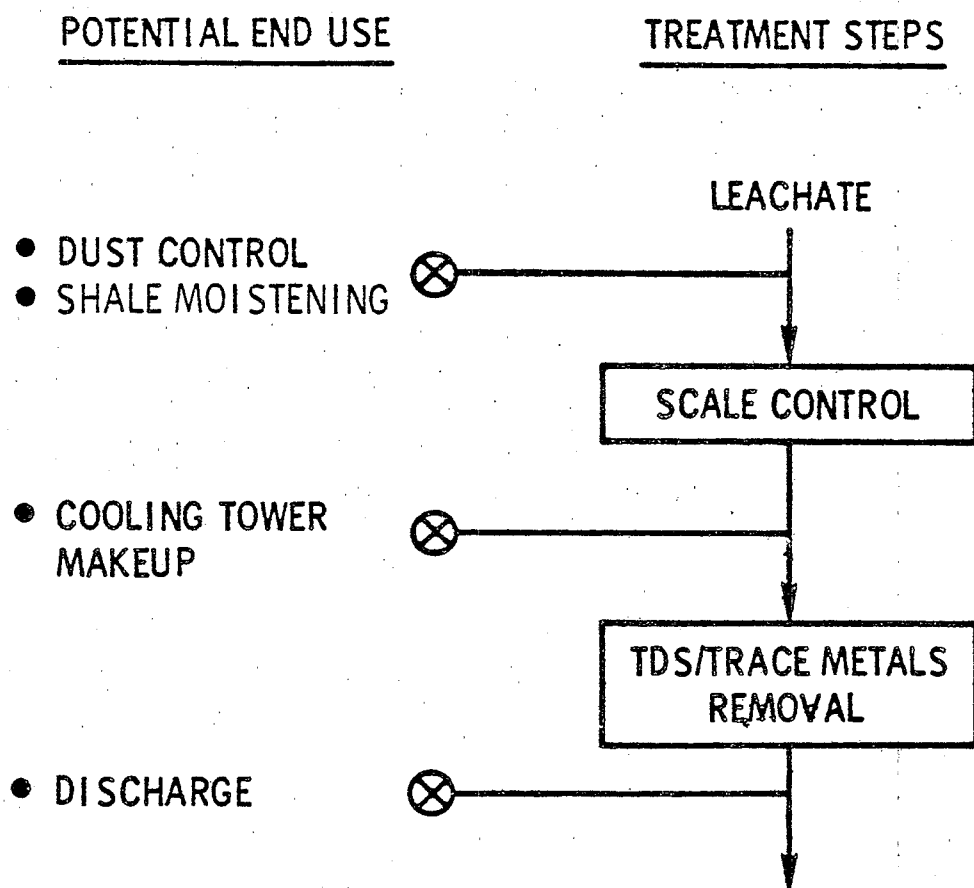 POTENTIAL END USE
TREATMENT STEPS
LEACHATE
● DUST CONTROL
● SHALE MOISTENING
SCALE CONTROL
● COOLING TOWER
MAKEUP
TDS/TRACE METALS
REMOVAL
● DISCHARGE